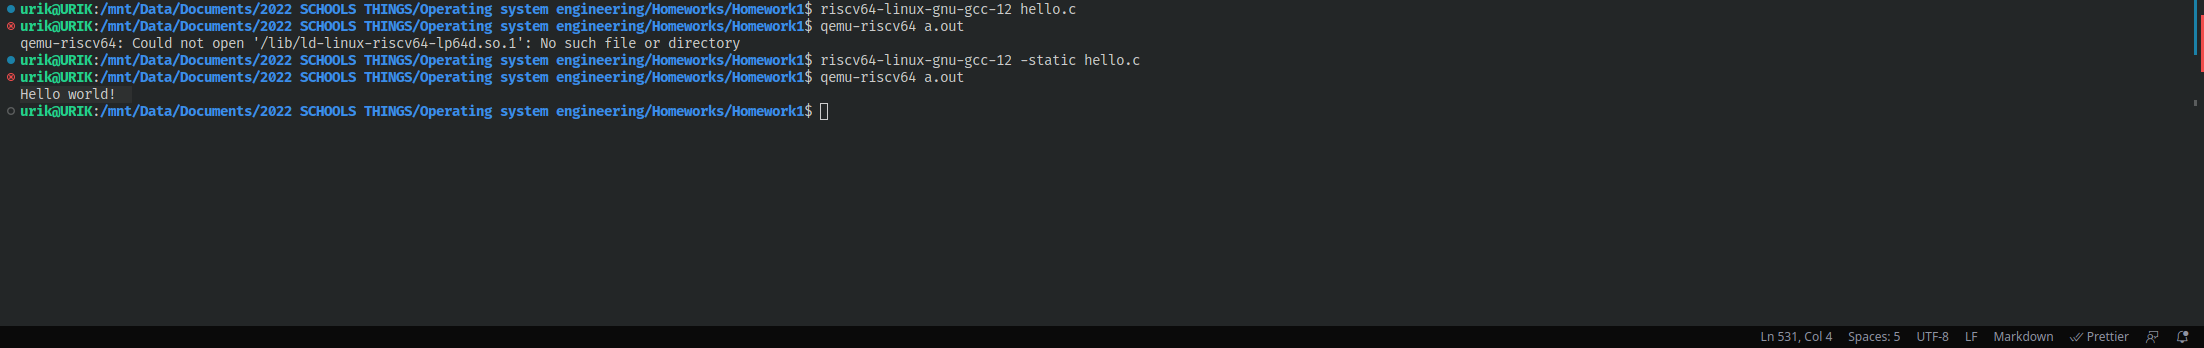 urik@URIK:/mnt/Data/Documents/2022 SCHOOLS THINGS/Operating system engineering/Homeworks/Homework1$ riscv64-linux-gnu-gcc-12 hello.c
urik@URIK:/mnt/Data/Documents/2022 SCHOOLS THINGS/Operating system engineering/Homeworks/Homework1$ qemu-riscv64 a.out
qemu-riscv64: Could not open '/lib/ld-linux-riscv64-lp64d.so.1': No such file or directory
urik@URIK:/mnt/Data/Documents/2022 SCHOOLS THINGS/Operating system engineering/Homeworks/Homework1$ riscv64-linux-gnu-gcc-12 -static hello.c
urik@URIK:/mnt/Data/Documents/2022 SCHOOLS THINGS/Operating system engineering/Homeworks/Homework1$ qemu-riscv64 a.out
Hello world!
urik@URIK:/mnt/Data/Documents/2022 SCHOOLS THINGS/Operating system engineering/Homeworks/Homework1$
Ln 531, Col 4 Spaces: 5 UTF-8 LF Markdown Prettier